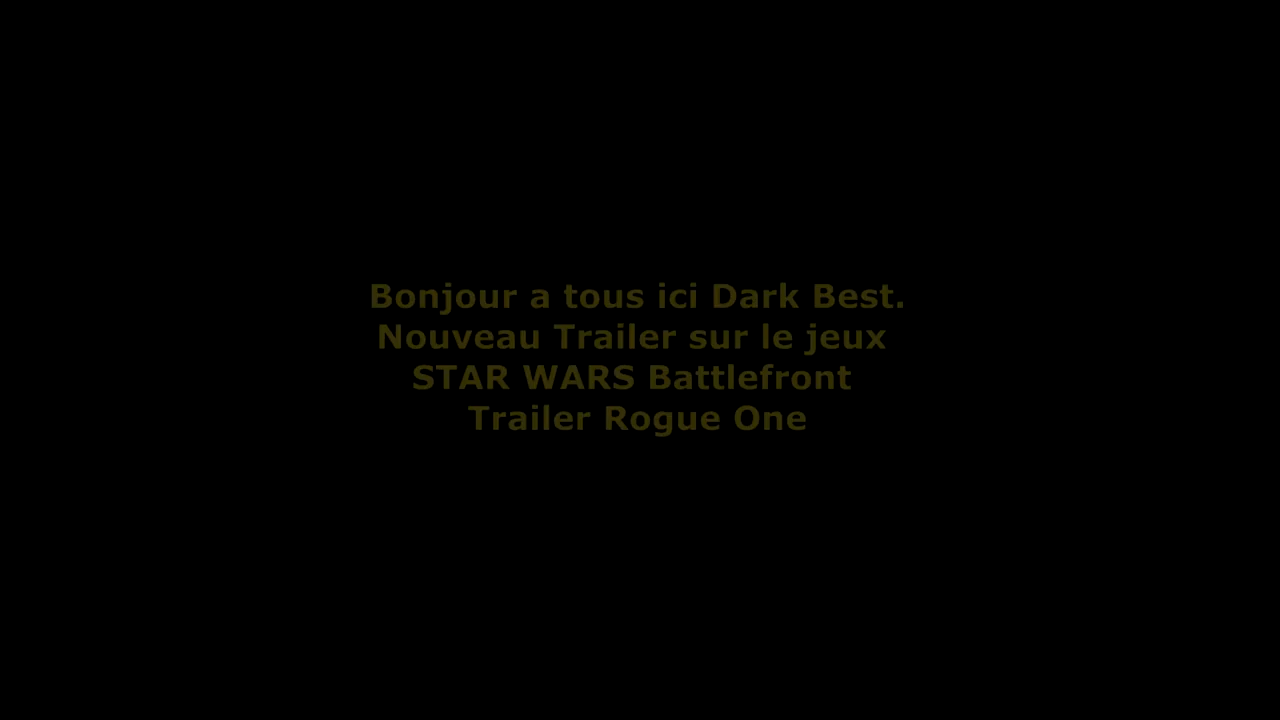 Bonjour a tous ici Dark Best.
Nouveau Trailer sur le jeux
STAR WARS Battlefront
Trailer Rogue One